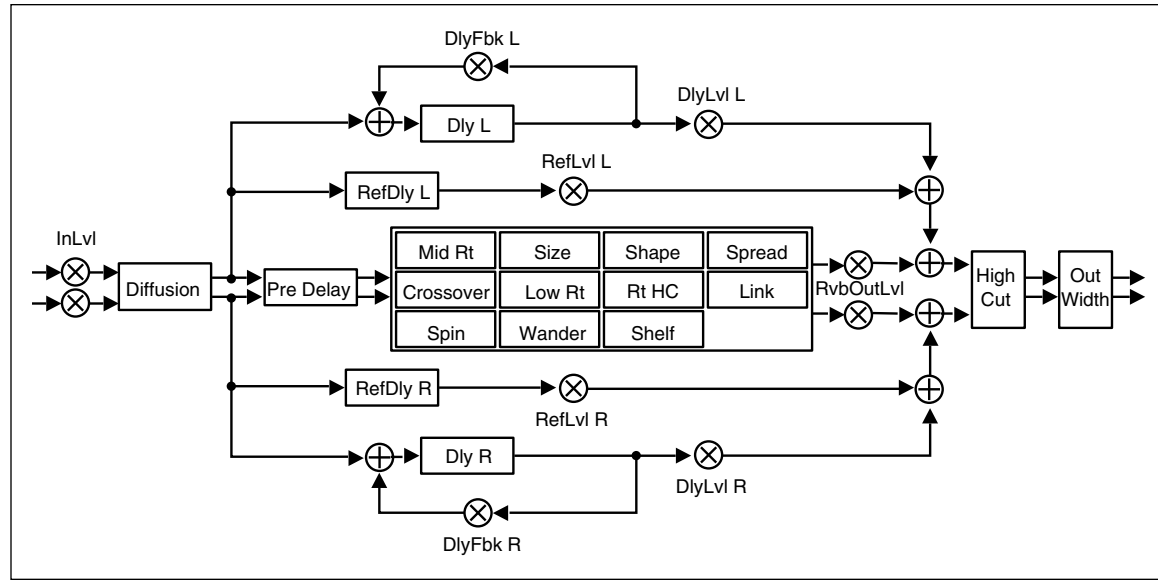 DlyFbk L
DlyLvl L
Dly L
RefLvl L
RefDly L
InLvl
Mid Rt Size Shape Spread
Diffusion
Pre Delay
Crossover Low Rt Rt HC Link
RvbOutLvl
High
Cut
Out
Width
Spin Wander Shelf
RefDly R
RefLvl R
Dly R
DlyLvl R
DlyFbk R